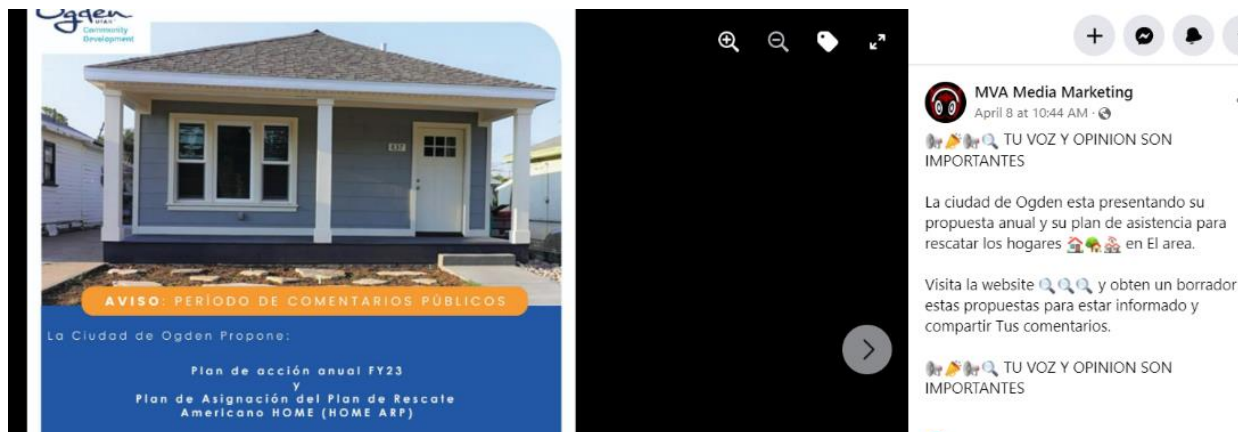 Ogden
UTAH
Community
Development
437
AVISO: PERÍODO DE COMENTARIOS PÚBLICOS
La Ciudad de Ogden Propone:
Plan de acción anual FY23
y
Plan de Asignación del Plan de Rescate
Americano HOME (HOME ARP)
MVA Media Marketing
April 8 at 10:44 AM ·
TU VOZ Y OPINION SON
IMPORTANTES
La ciudad de Ogden esta presentando su
propuesta anual y su plan de asistencia para
rescatar los hogares 🏠🌳🏘️ en El area.
Visita la website 🔍🔍🔍 y obten un borrador
estas propuestas para estar informado y
compartir Tus comentarios.
TU VOZ Y OPINION SON
IMPORTANTES